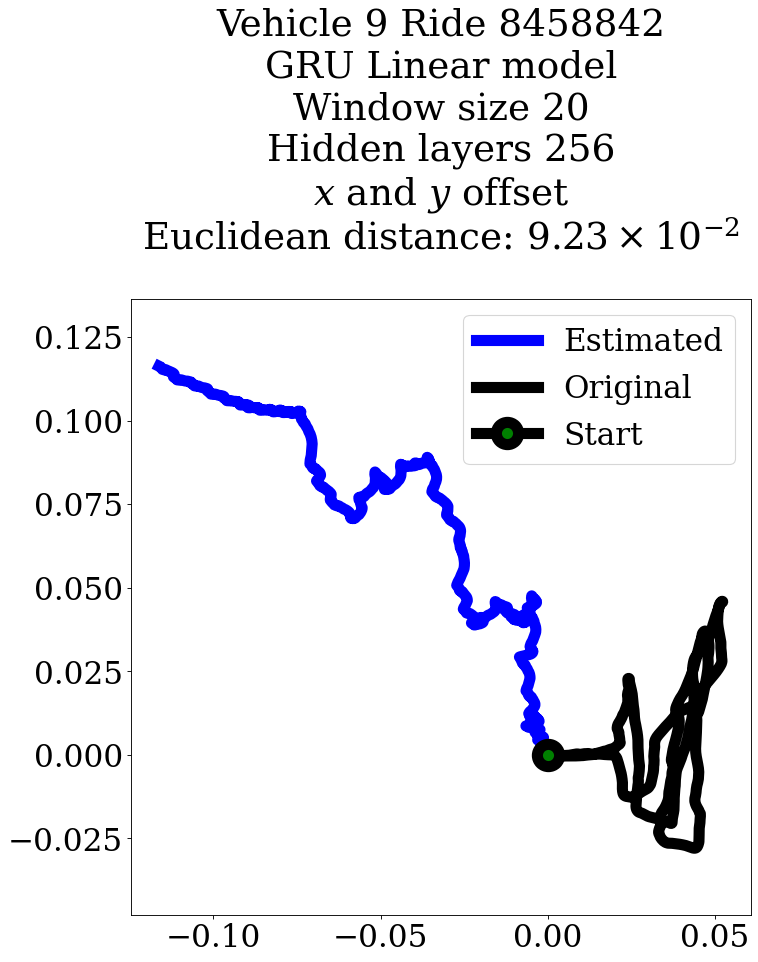 Vehicle 9 Ride 8458842
GRU Linear model
Window size 20
Hidden layers 256
x and y offset
Euclidean distance: 9.23 × 10⁻²
Estimated
Original
Start
0.125
0.100
0.075
0.050
0.025
0.000
−0.025
−0.10
−0.05
0.00
0.05